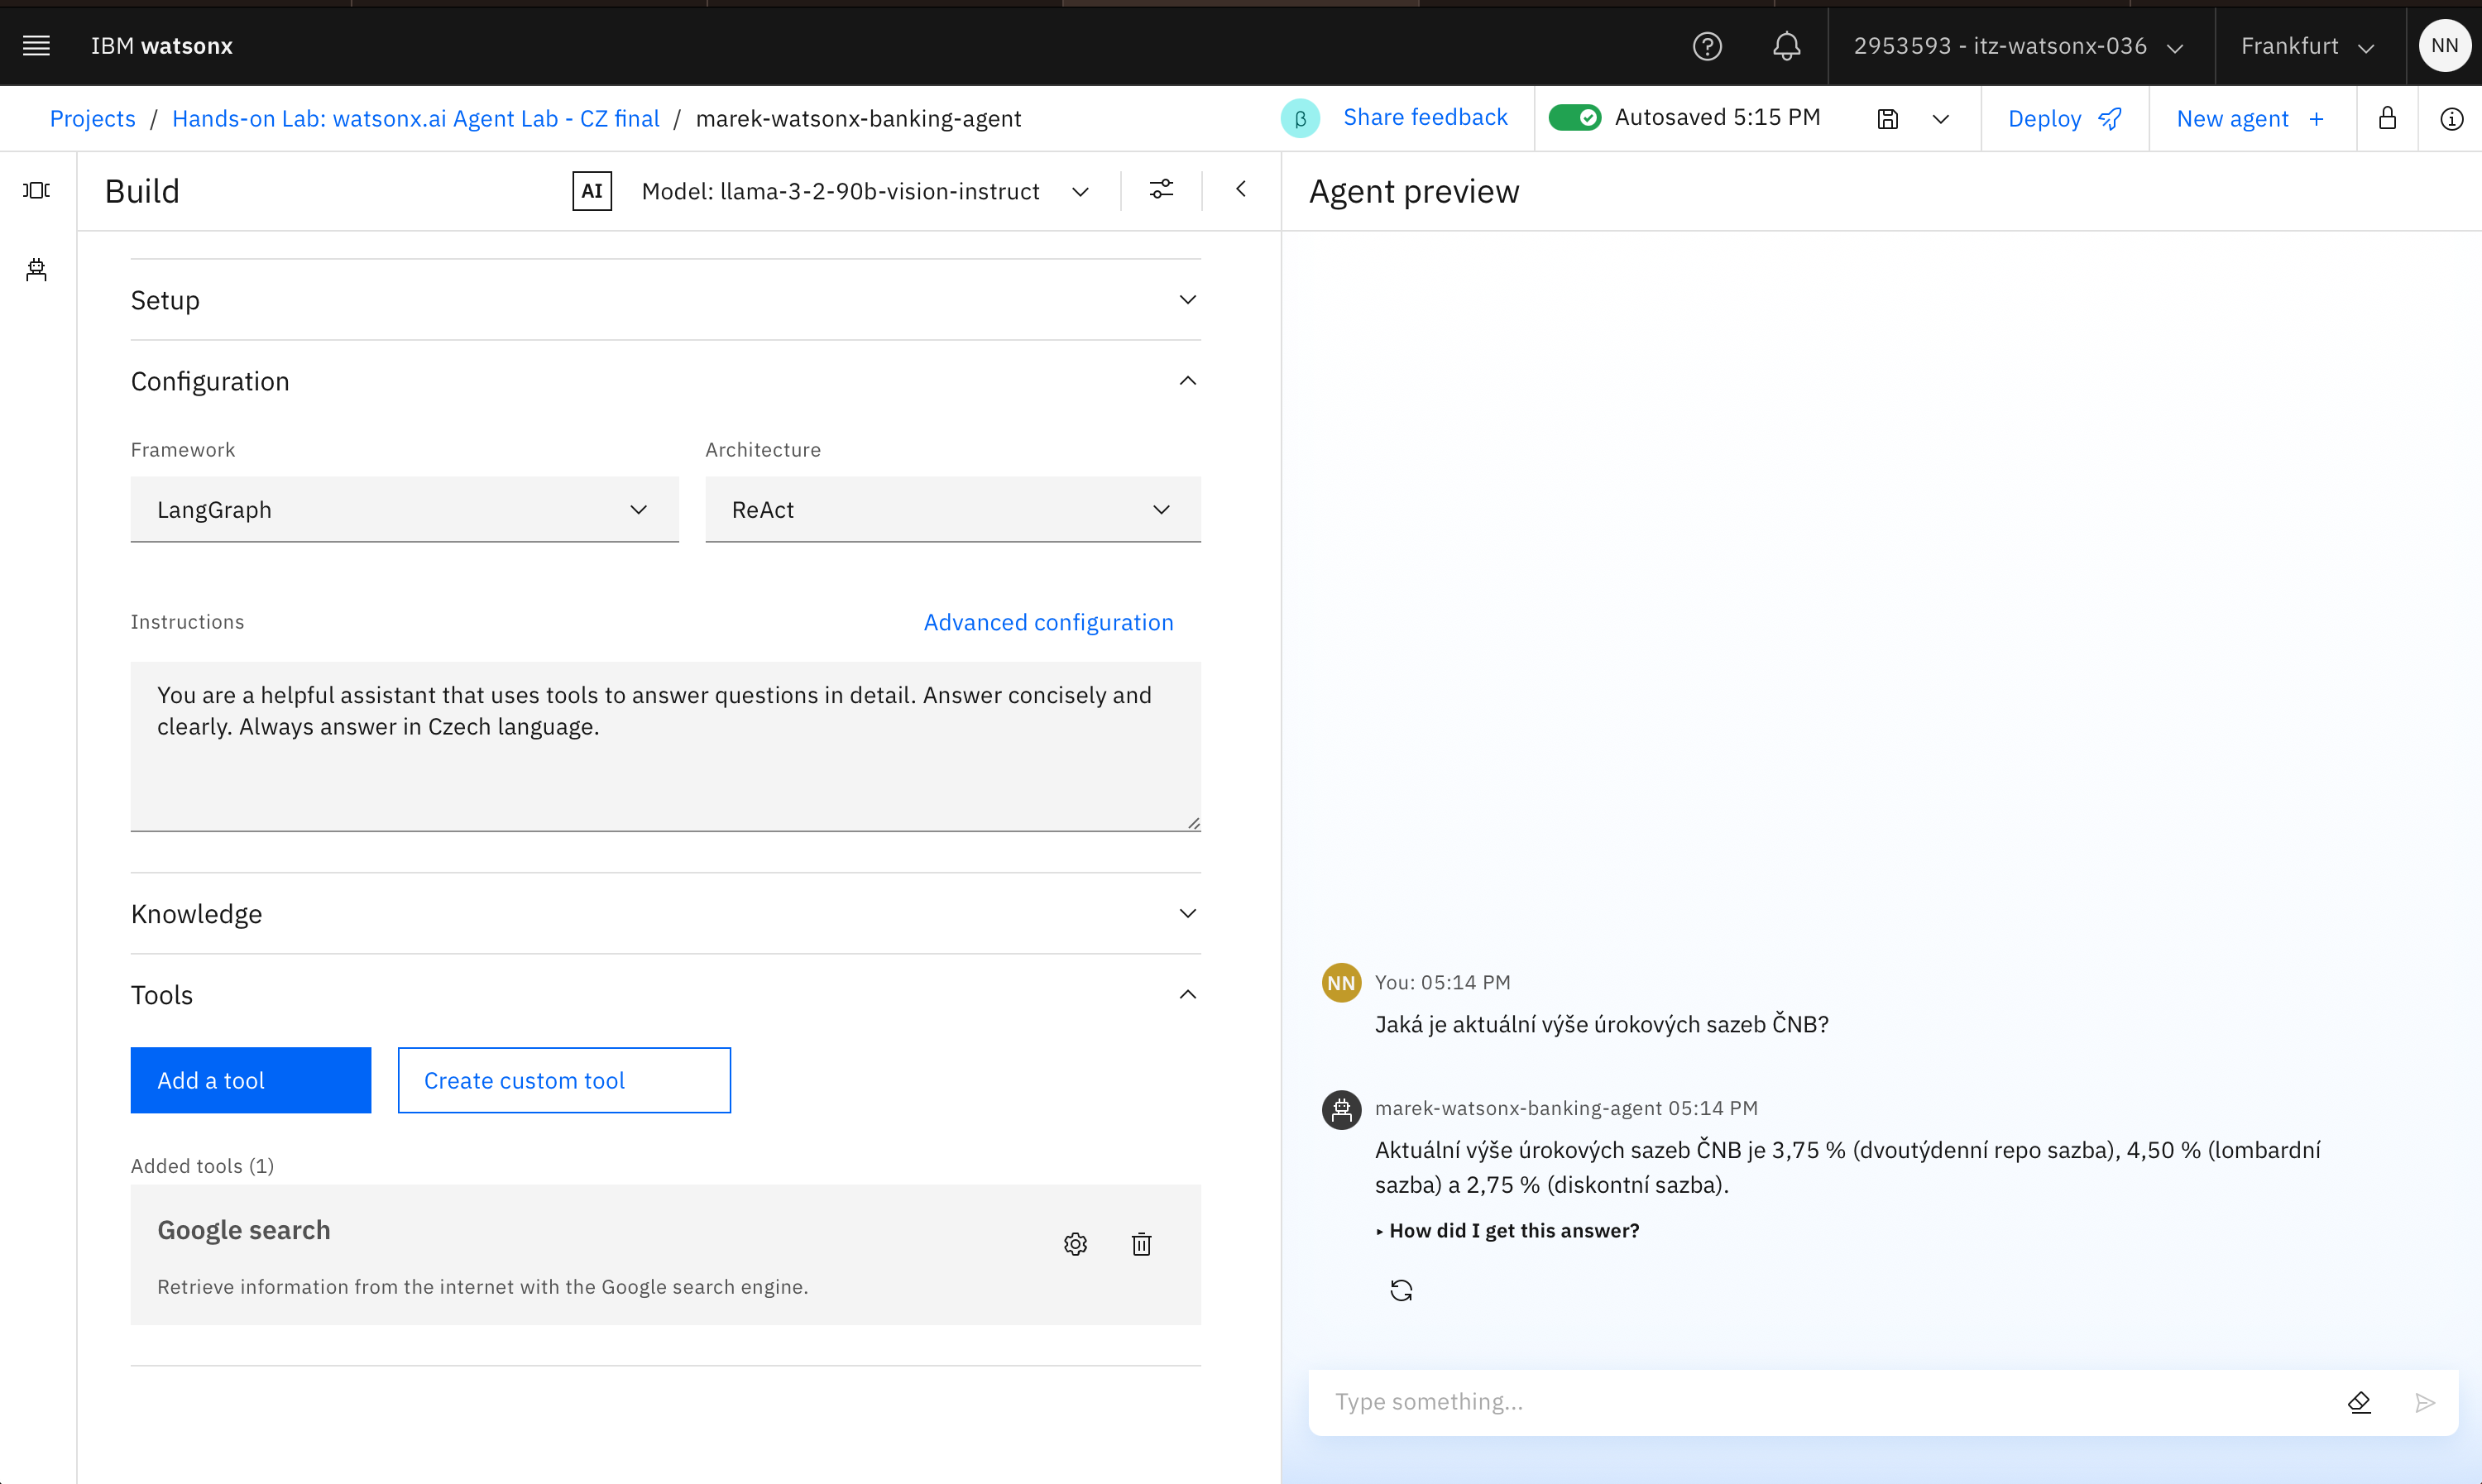 IBM watsonx
2953593 - itz-watsonx-036
Frankfurt
NN
Projects / Hands-on Lab: watsonx.ai Agent Lab - CZ final / marek-watsonx-banking-agent
β
Share feedback
Autosaved 5:15 PM
Deploy
New agent +
Build
AI
Model: llama-3-2-90b-vision-instruct
Agent preview
Setup
Configuration
Framework
Architecture
LangGraph
ReAct
Instructions
Advanced configuration
You are a helpful assistant that uses tools to answer questions in detail. Answer concisely and
clearly. Always answer in Czech language.
Knowledge
Tools
Add a tool
Create custom tool
Added tools (1)
Google search
Retrieve information from the internet with the Google search engine.
NN
You: 05:14 PM
Jaká je aktuální výše úrokových sazeb ČNB?
marek-watsonx-banking-agent 05:14 PM
Aktuální výše úrokových sazeb ČNB je 3,75 % (dvoutýdenní repo sazba), 4,50 % (lombardní
sazba) a 2,75 % (diskontní sazba).
How did I get this answer?
Type something...